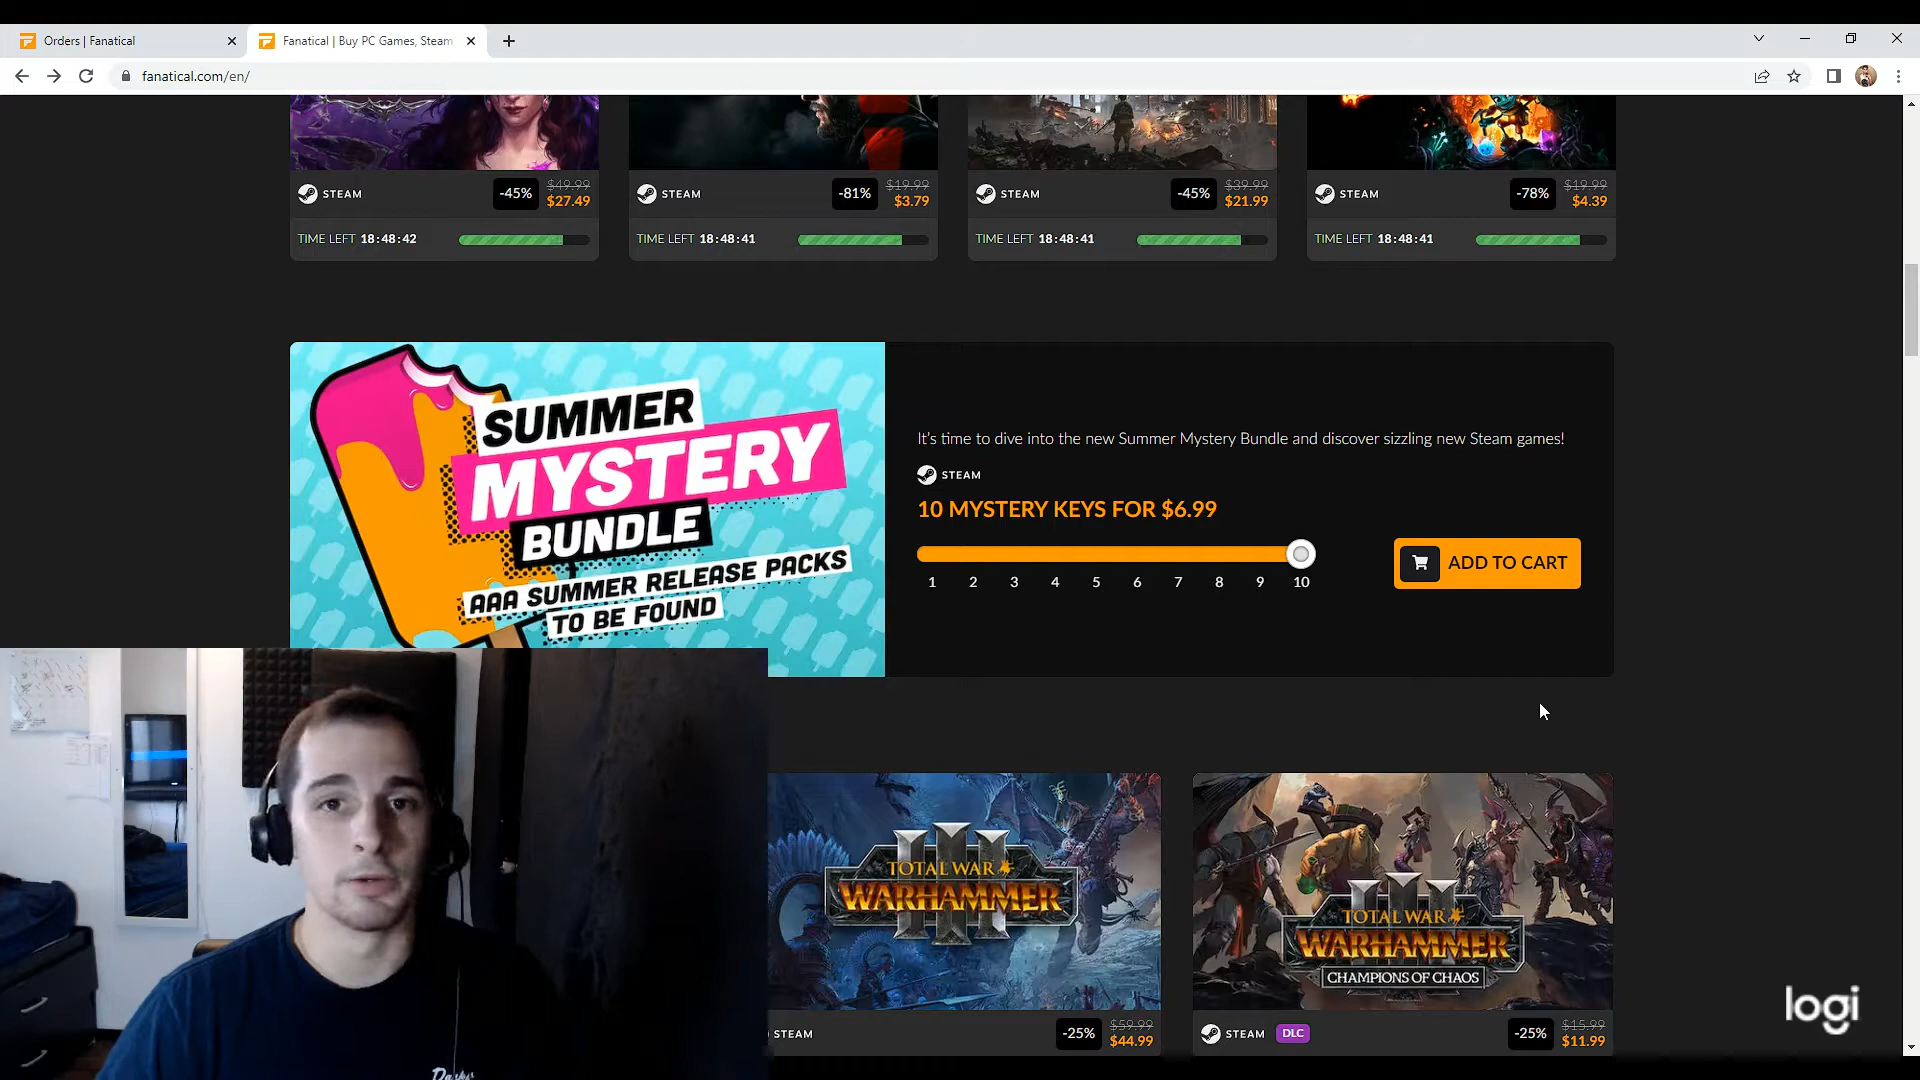 Orders | Fanatical
Fanatical | Buy PC Games, Steam
fanatical.com/en/
STEAM -45% $49.99 $27.49
TIME LEFT 18:48:42
STEAM -81% $19.99 $3.79
TIME LEFT 18:48:41
STEAM -45% $39.99 $21.99
TIME LEFT 18:48:41
STEAM -78% $19.99 $4.39
TIME LEFT 18:48:41
SUMMER
MYSTERY
BUNDLE
AAA SUMMER RELEASE PACKS
TO BE FOUND
It's time to dive into the new Summer Mystery Bundle and discover sizzling new Steam games!
STEAM
10 MYSTERY KEYS FOR $6.99
1 2 3 4 5 6 7 8 9 10
ADD TO CART
TOTAL WAR
WARHAMMER
III
STEAM -25% $59.99 $44.99
TOTAL WAR
WARHAMMER
III
CHAMPIONS OF CHAOS
STEAM DLC -25% $15.99 $11.99
logi